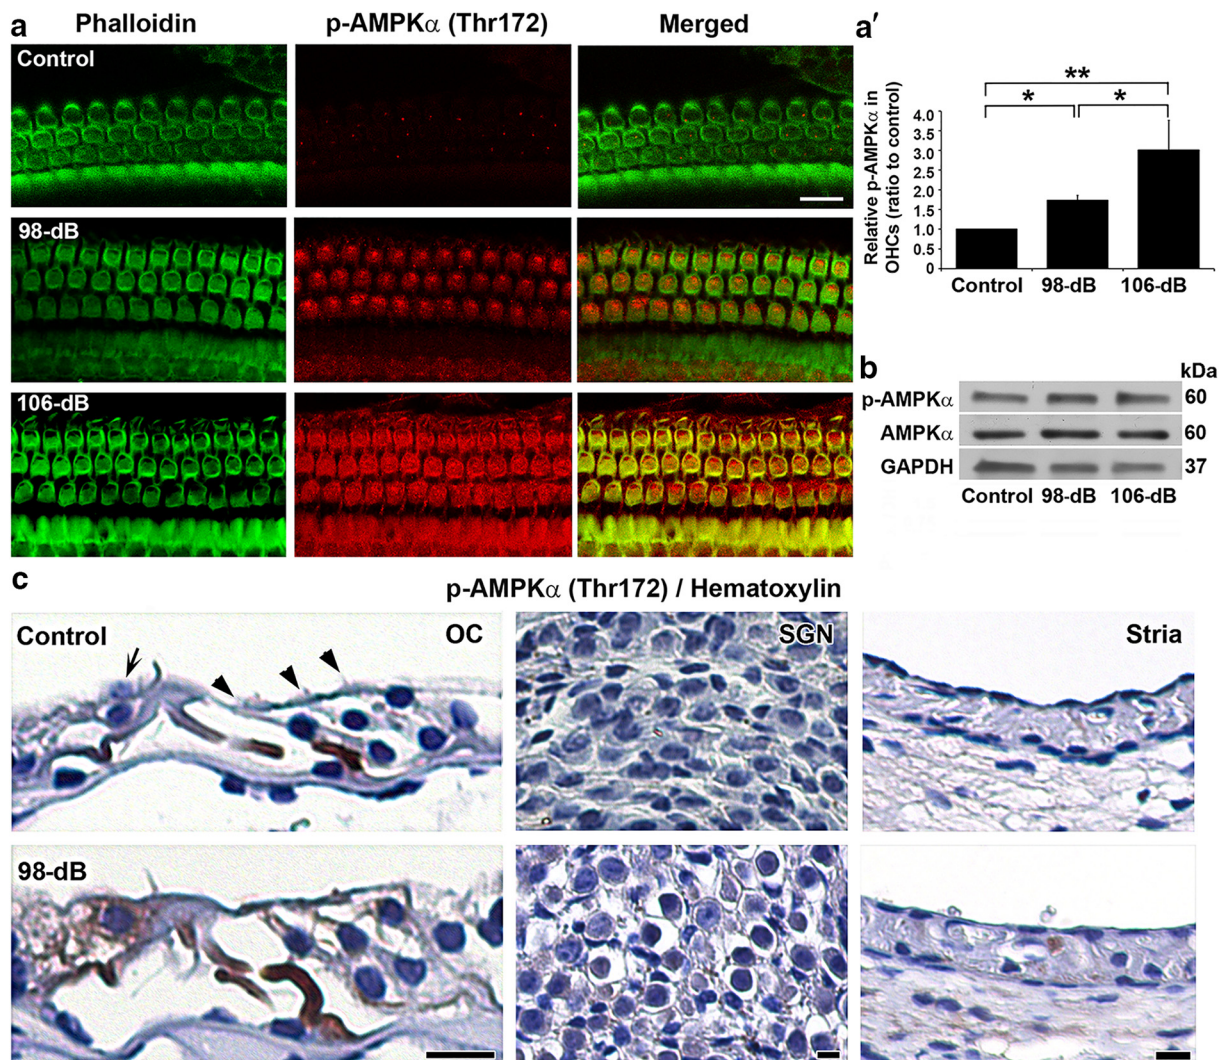 a
Phalloidin
p-AMPKα (Thr172)
Merged
Control
98-dB
106-dB
a′
**
*
*
Relative p-AMPKα in
OHCs (ratio to control)
4.0
3.5
3.0
2.5
2.0
1.5
1.0
0.5
0
Control 98-dB 106-dB
b
kDa
p-AMPKα 60
AMPKα 60
GAPDH 37
Control 98-dB 106-dB
c
p-AMPKα (Thr172) / Hematoxylin
Control OC
SGN
Stria
98-dB